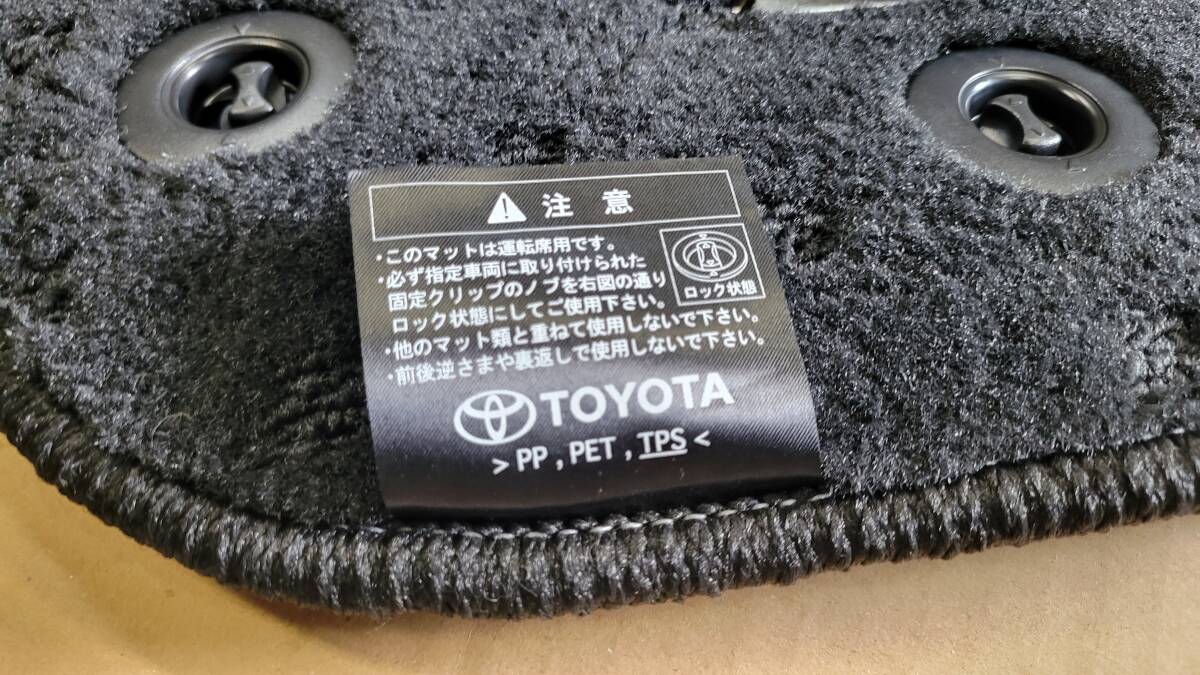 注意
・このマットは運転席用です。
・必ず指定車両に取り付けられた
固定クリップのノブを右図の通り
ロック状態にしてご使用下さい。
ロック状態
・他のマット類と重ねて使用しないで下さい。
・前後逆さまや裏返しで使用しないで下さい。
TOYOTA
>PP , PET , TPS<